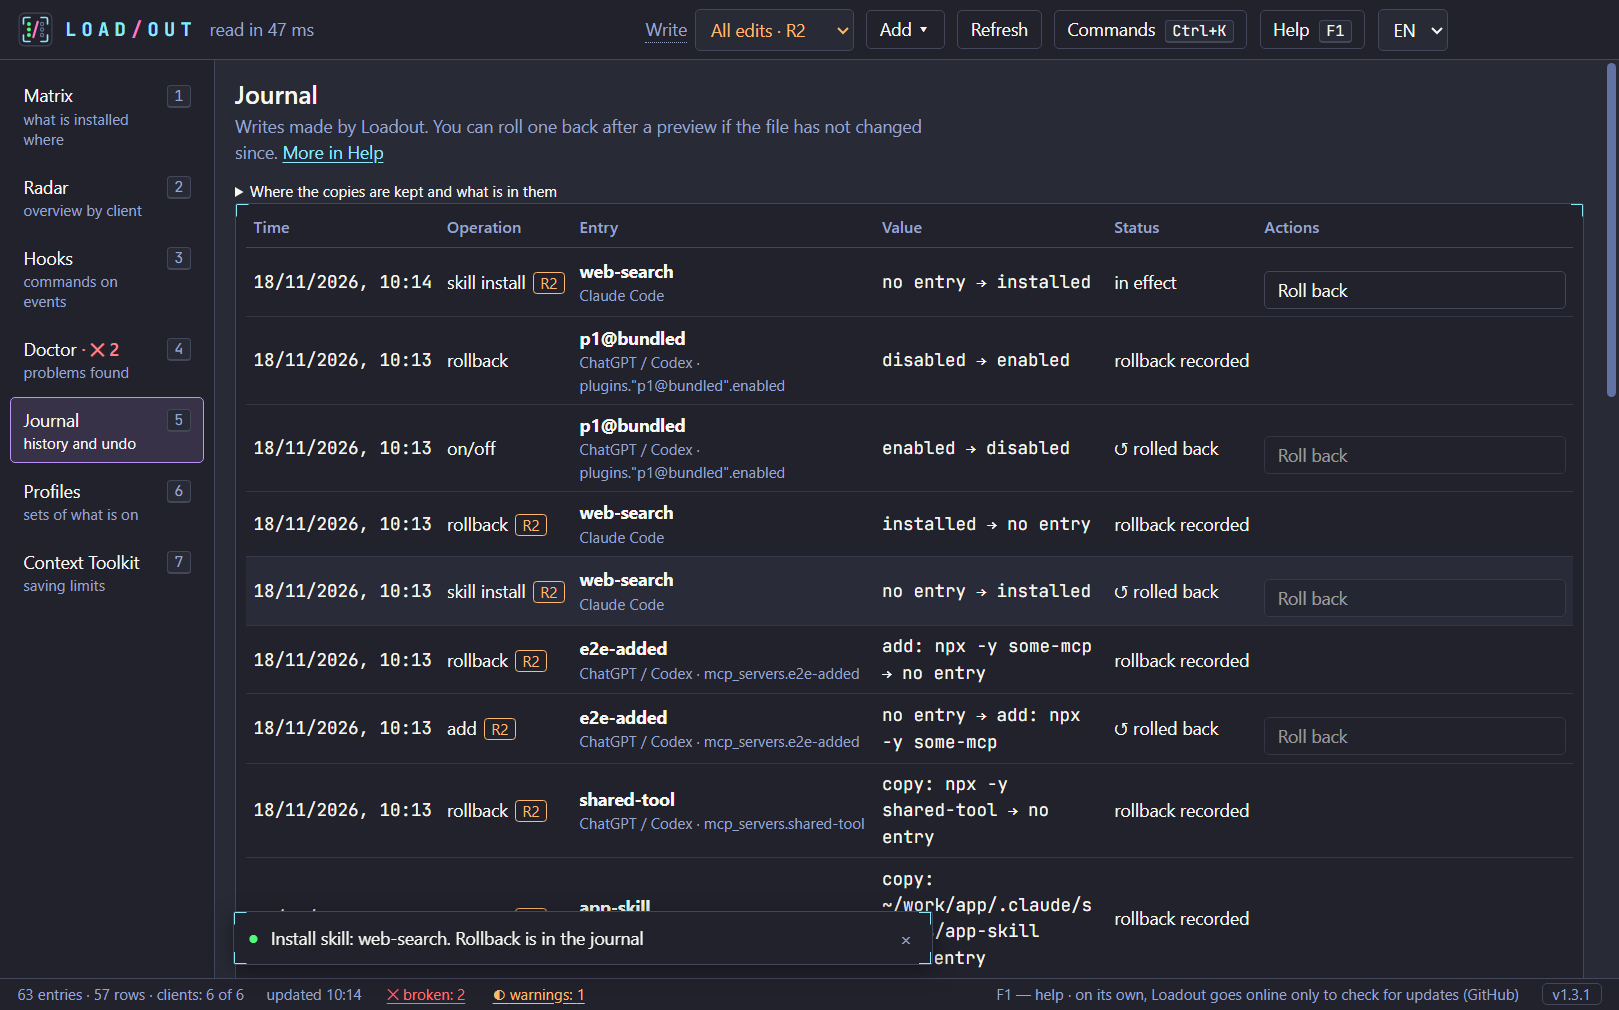 LOAD/OUT read in 47 ms Write All edits · R2 Add ▾ Refresh Commands Ctrl+K Help F1 EN
Matrix 1
what is installed
where
Radar 2
overview by client
Hooks 3
commands on
events
Doctor · ✕ 2 4
problems found
Journal 5
history and undo
Profiles 6
sets of what is on
Context Toolkit 7
saving limits
Journal
Writes made by Loadout. You can roll one back after a preview if the file has not changed
since. More in Help
▶ Where the copies are kept and what is in them
Time Operation Entry Value Status Actions
18/11/2026, 10:14 skill install R2 web-search no entry → installed in effect Roll back
Claude Code
18/11/2026, 10:13 rollback p1@bundled disabled → enabled rollback recorded
ChatGPT / Codex ·
plugins."p1@bundled".enabled
18/11/2026, 10:13 on/off p1@bundled enabled → disabled ↺ rolled back Roll back
ChatGPT / Codex ·
plugins."p1@bundled".enabled
18/11/2026, 10:13 rollback R2 web-search installed → no entry rollback recorded
Claude Code
18/11/2026, 10:13 skill install R2 web-search no entry → installed ↺ rolled back Roll back
Claude Code
18/11/2026, 10:13 rollback R2 e2e-added add: npx -y some-mcp rollback recorded
ChatGPT / Codex · mcp_servers.e2e-added → no entry
18/11/2026, 10:13 add R2 e2e-added no entry → add: npx ↺ rolled back Roll back
ChatGPT / Codex · mcp_servers.e2e-added -y some-mcp
18/11/2026, 10:13 rollback R2 shared-tool copy: npx -y rollback recorded
ChatGPT / Codex · mcp_servers.shared-tool shared-tool → no
entry
app-skill copy: rollback recorded
~/work/app/.claude/s
/app-skill
entry
Install skill: web-search. Rollback is in the journal ×
63 entries · 57 rows · clients: 6 of 6 updated 10:14 ✕ broken: 2 ◐ warnings: 1 F1 — help · on its own, Loadout goes online only to check for updates (GitHub) v1.3.1